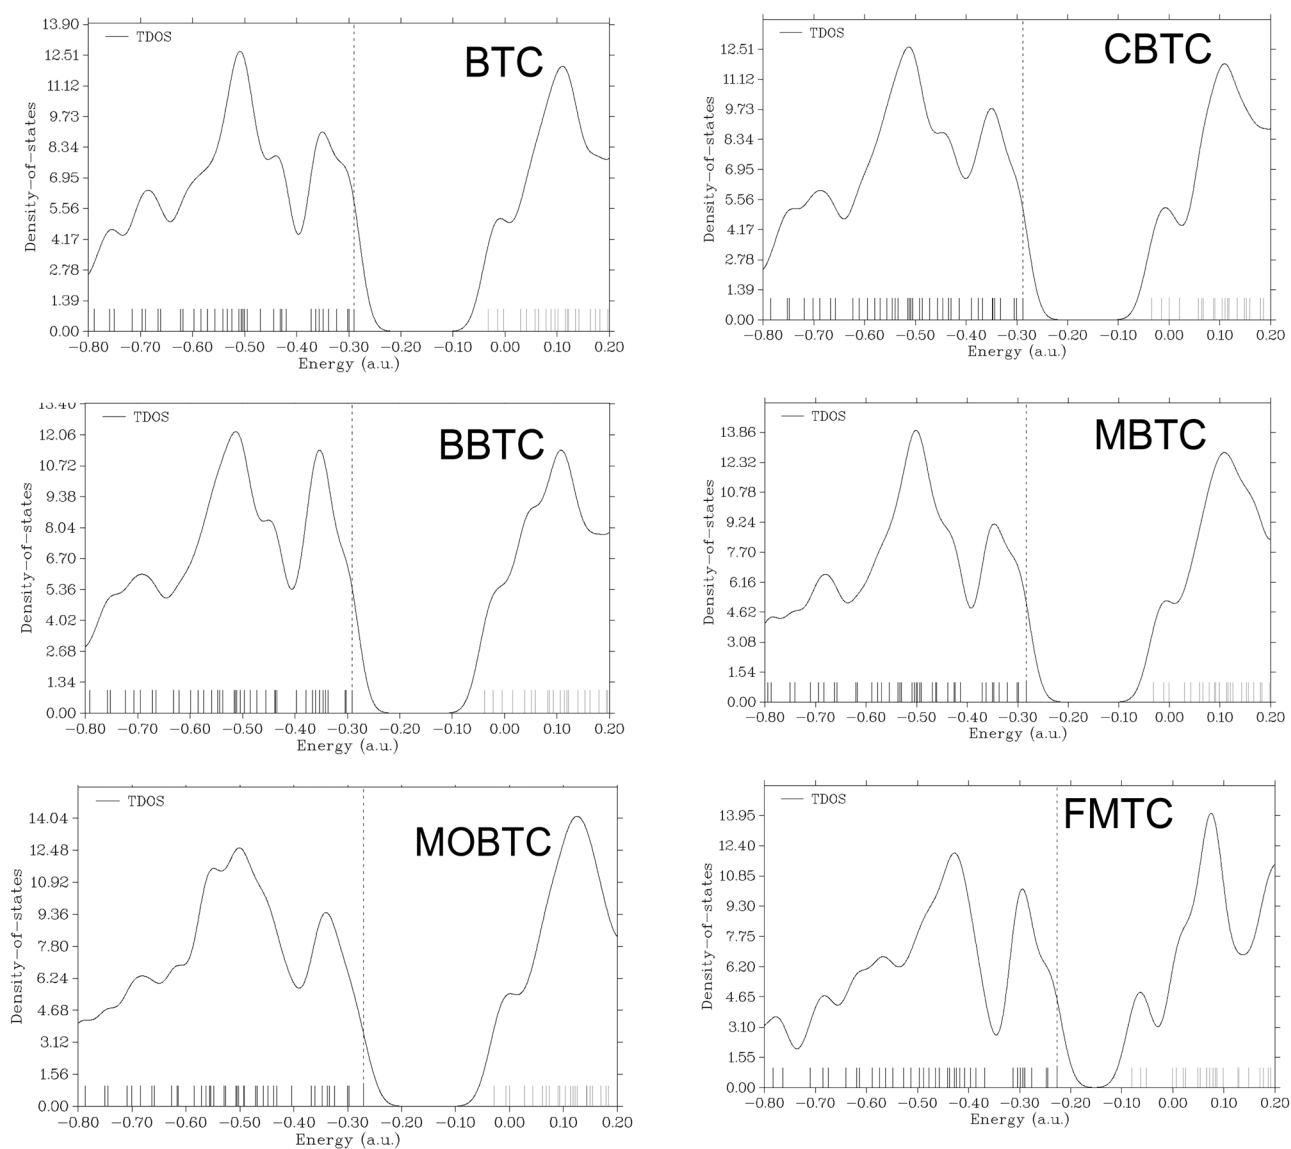 BTC
TDOS
13.90
12.51
11.12
9.73
8.34
6.95
5.56
4.17
2.78
1.39
0.00
Density-of-states
-0.80 -0.70 -0.60 -0.50 -0.40 -0.30 -0.20 -0.10 0.00 0.10 0.20
Energy (a.u.)
CBTC
TDOS
12.51
11.12
9.73
8.34
6.95
5.56
4.17
2.78
1.39
0.00
Density-of-states
-0.80 -0.70 -0.60 -0.50 -0.40 -0.30 -0.20 -0.10 0.00 0.10 0.20
Energy (a.u.)
BBTC
TDOS
13.40
12.06
10.72
9.38
8.04
6.70
5.36
4.02
2.68
1.34
0.00
Density-of-states
-0.80 -0.70 -0.60 -0.50 -0.40 -0.30 -0.20 -0.10 0.00 0.10 0.20
Energy (a.u.)
MBTC
TDOS
13.86
12.32
10.78
9.24
7.70
6.16
4.62
3.08
1.54
0.00
Density-of-states
-0.80 -0.70 -0.60 -0.50 -0.40 -0.30 -0.20 -0.10 0.00 0.10 0.20
Energy (a.u.)
MOBTC
TDOS
14.04
12.48
10.92
9.36
7.80
6.24
4.68
3.12
1.56
0.00
Density-of-states
-0.80 -0.70 -0.60 -0.50 -0.40 -0.30 -0.20 -0.10 0.00 0.10 0.20
Energy (a.u.)
FMTC
TDOS
13.95
12.40
10.85
9.30
7.75
6.20
4.65
3.10
1.55
0.00
Density-of-states
-0.80 -0.70 -0.60 -0.50 -0.40 -0.30 -0.20 -0.10 0.00 0.10 0.20
Energy (a.u.)